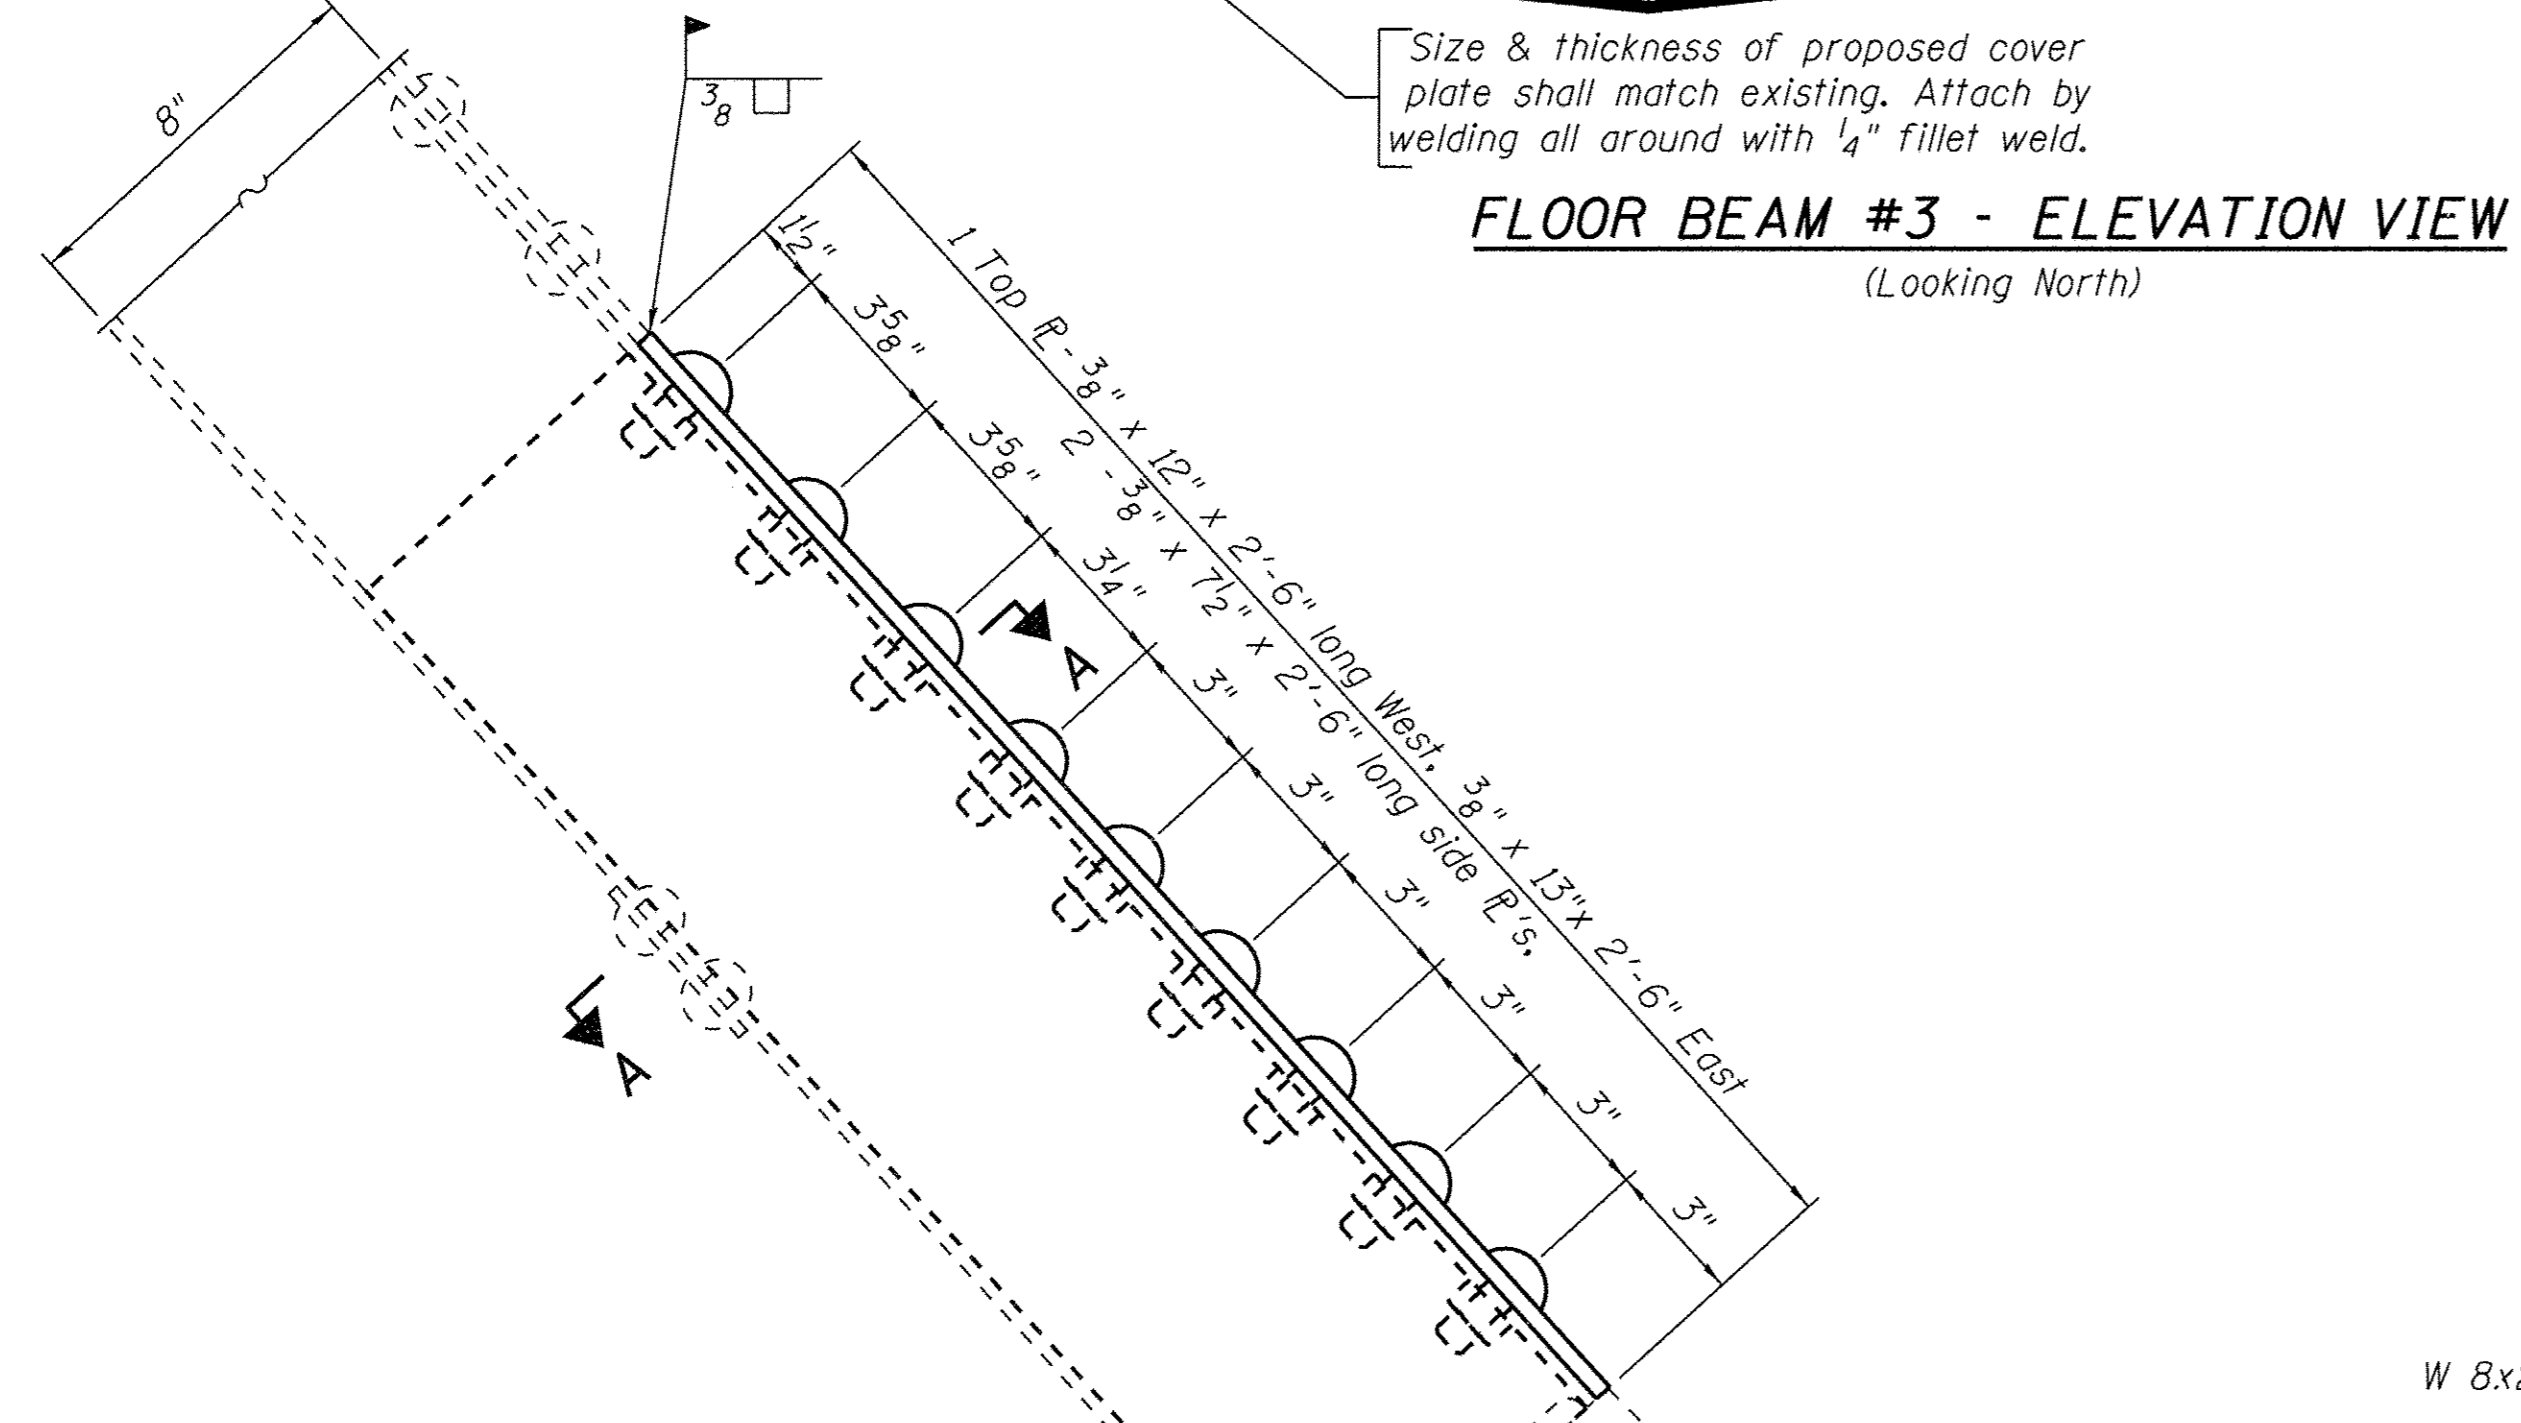 Size & thickness of proposed cover
plate shall match existing. Attach by
welding all around with 1/4" fillet weld.
FLOOR BEAM #3 - ELEVATION VIEW
(Looking North)
8"
3/8
1 1/2"
3 5/8"
3 5/8"
3 1/4"
3"
3"
3"
3"
3"
3"
1 Top ℙL - 3/8" x 12" x 2'-6" long West, 3/8" x 13" x 2'-6" East
2 - 3/8" x 7 1/2" x 2'-6" long side ℙL's,
A
A
W 8x